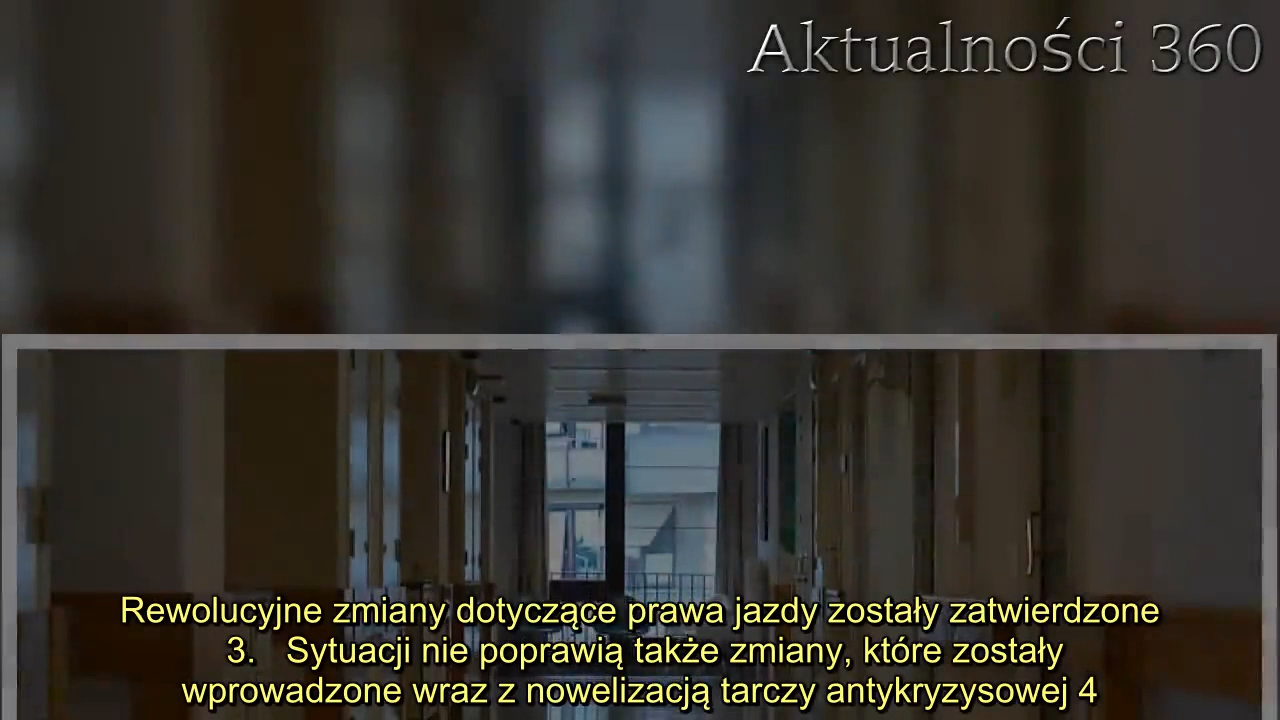 Aktualności 360
Rewolucyjne zmiany dotyczące prawa jazdy zostały zatwierdzone
3. Sytuacji nie poprawią także zmiany, które zostały
wprowadzone wraz z nowelizacją tarczy antykryzysowej 4